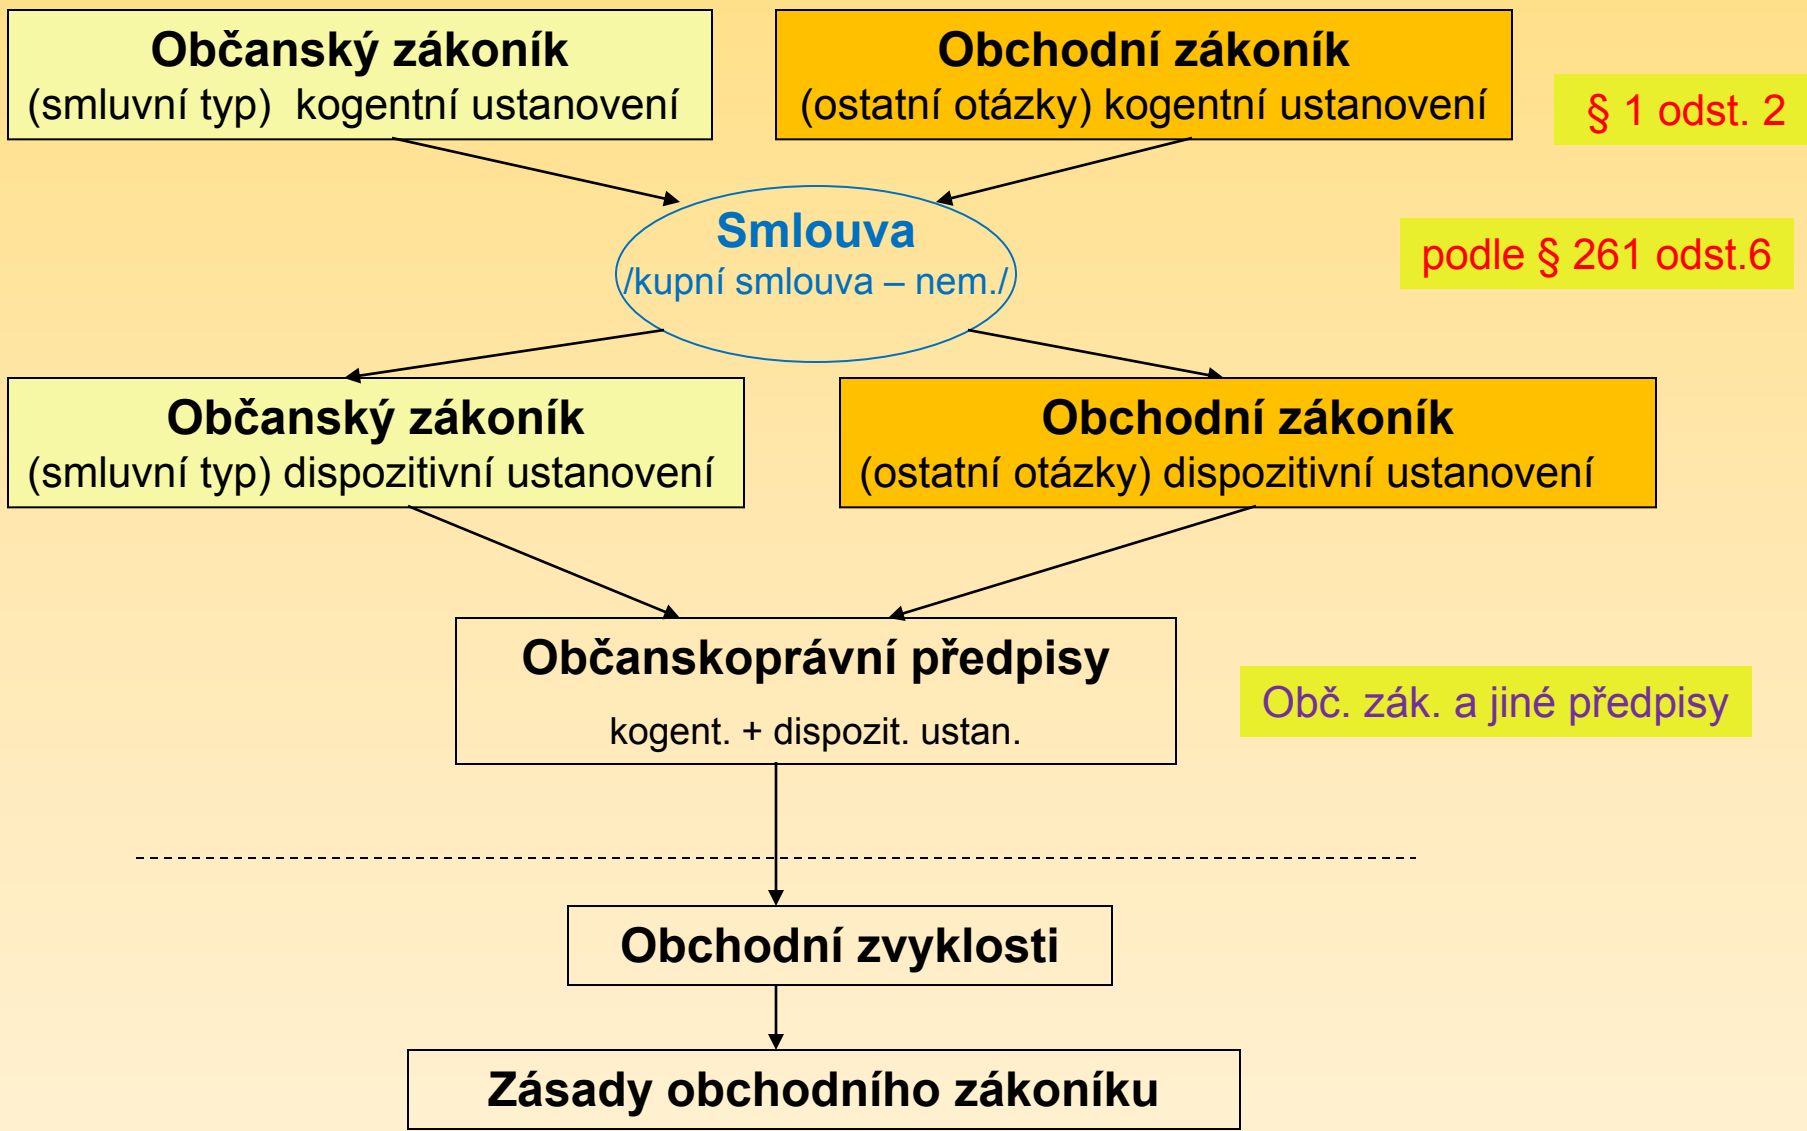 Občanský zákoník
(smluvní typ)  kogentní ustanovení
Obchodní zákoník
(ostatní otázky) kogentní ustanovení
§ 1 odst. 2
Smlouva
/kupní smlouva – nem./
podle § 261 odst.6
Občanský zákoník
(smluvní typ) dispozitivní ustanovení
Obchodní zákoník
(ostatní otázky) dispozitivní ustanovení
Občanskoprávní předpisy
kogent. + dispozit. ustan.
Obč. zák. a jiné předpisy
Obchodní zvyklosti
Zásady obchodního zákoníku